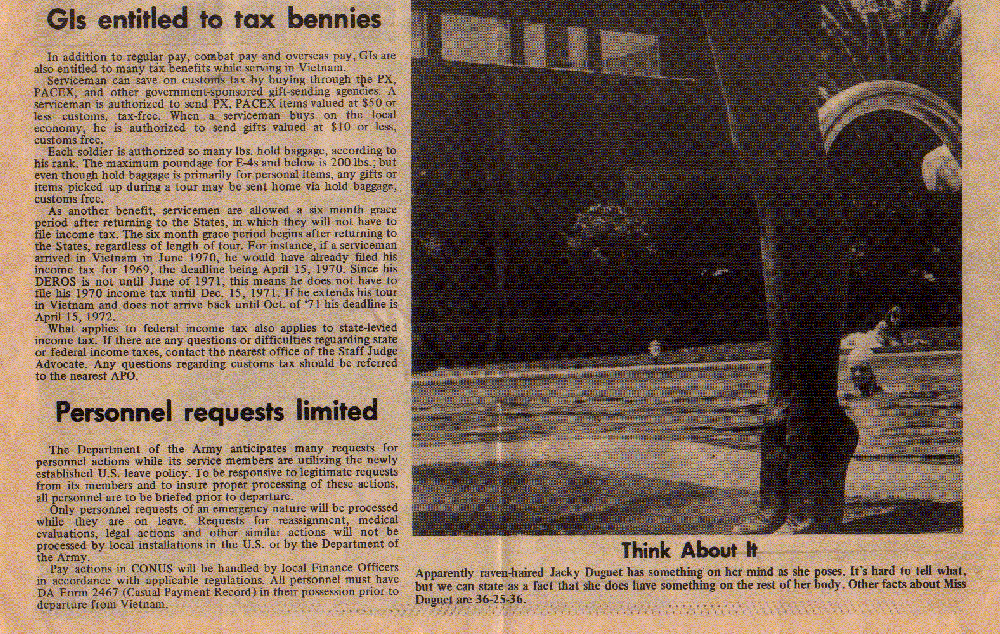 GIs entitled to tax bennies
In addition to regular pay, combat pay and overseas pay, GIs are
also entitled to many tax benefits while serving in Vietnam.
Serviceman can save on customs tax by buying through the PX,
PACEX, and other government-sponsored gift-sending agencies. A
serviceman is authorized to send PX, PACEX items valued at $50 or
less customs, tax-free. When a serviceman buys on the local
economy, he is authorized to send gifts valued at $10 or less,
customs free.
Each soldier is authorized so many lbs. hold baggage, according to
his rank. The maximum poundage for E-4s and below is 200 lbs.; but
even though hold baggage is primarily for personal items, any gifts or
items picked up during a tour may be sent home via hold baggage,
customs free.
As another benefit, servicemen are allowed a six month grace
period after returning to the States, in which they will not have to
file income tax. The six month grace period begins after returning to
the States, regardless of length of tour. For instance, if a serviceman
arrived in Vietnam in June 1970, he would have already filed his
income tax for 1969, the deadline being April 15, 1970. Since his
DEROS is not until June of 1971, this means he does not have to
file his 1970 income tax until Dec. 15, 1971. If he extends his tour
in Vietnam and does not arrive back until Oct. of '71 his deadline is
April 15, 1972.
What applies to federal income tax also applies to state-levied
income tax. If there are any questions or difficulties reguarding state
or federal income taxes, contact the nearest office of the Staff Judge
Advocate. Any questions regarding customs tax should be referred
to the nearest APO.
Personnel requests limited
The Department of the Army anticipates many requests for
personnel actions while its service members are utilizing the newly
established U.S. leave policy. To be responsive to legitimate requests
from its members and to insure proper processing of these actions,
all personnel are to be briefed prior to departure.
Only personnel requests of an emergency nature will be processed
while they are on leave. Requests for reassignment, medical
evaluations, legal actions and other similar actions will not be
processed by local installations in the U.S. or by the Department of
the Army.
Pay actions in CONUS will be handled by local Finance Officers
in accordance with applicable regulations. All personnel must have
DA Form 2467 (Casual Payment Record) in their possession prior to
departure from Vietnam.
Think About It
Apparently raven-haired Jacky Duguet has something on her mind as she poses. It's hard to tell what,
but we can state as a fact that she does have something on the rest of her body. Other facts about Miss
Duguet are 36-25-36.